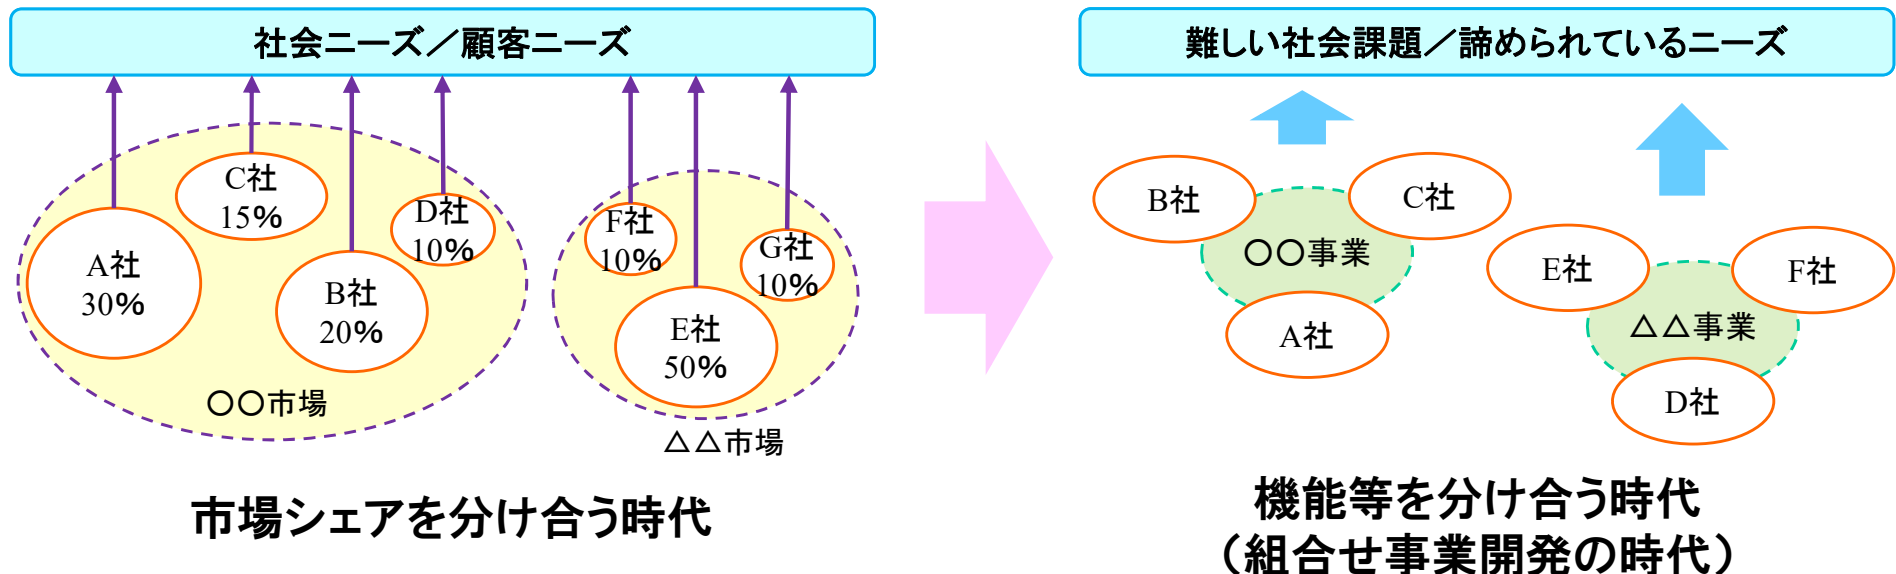 社会ニーズ／顧客ニーズ
C社
15%
D社
10%
A社
30%
B社
20%
〇〇市場
F社
10%
G社
10%
E社
50%
△△市場
市場シェアを分け合う時代
難しい社会課題／諦められているニーズ
B社
C社
〇〇事業
A社
E社
F社
△△事業
D社
機能等を分け合う時代
（組合せ事業開発の時代）